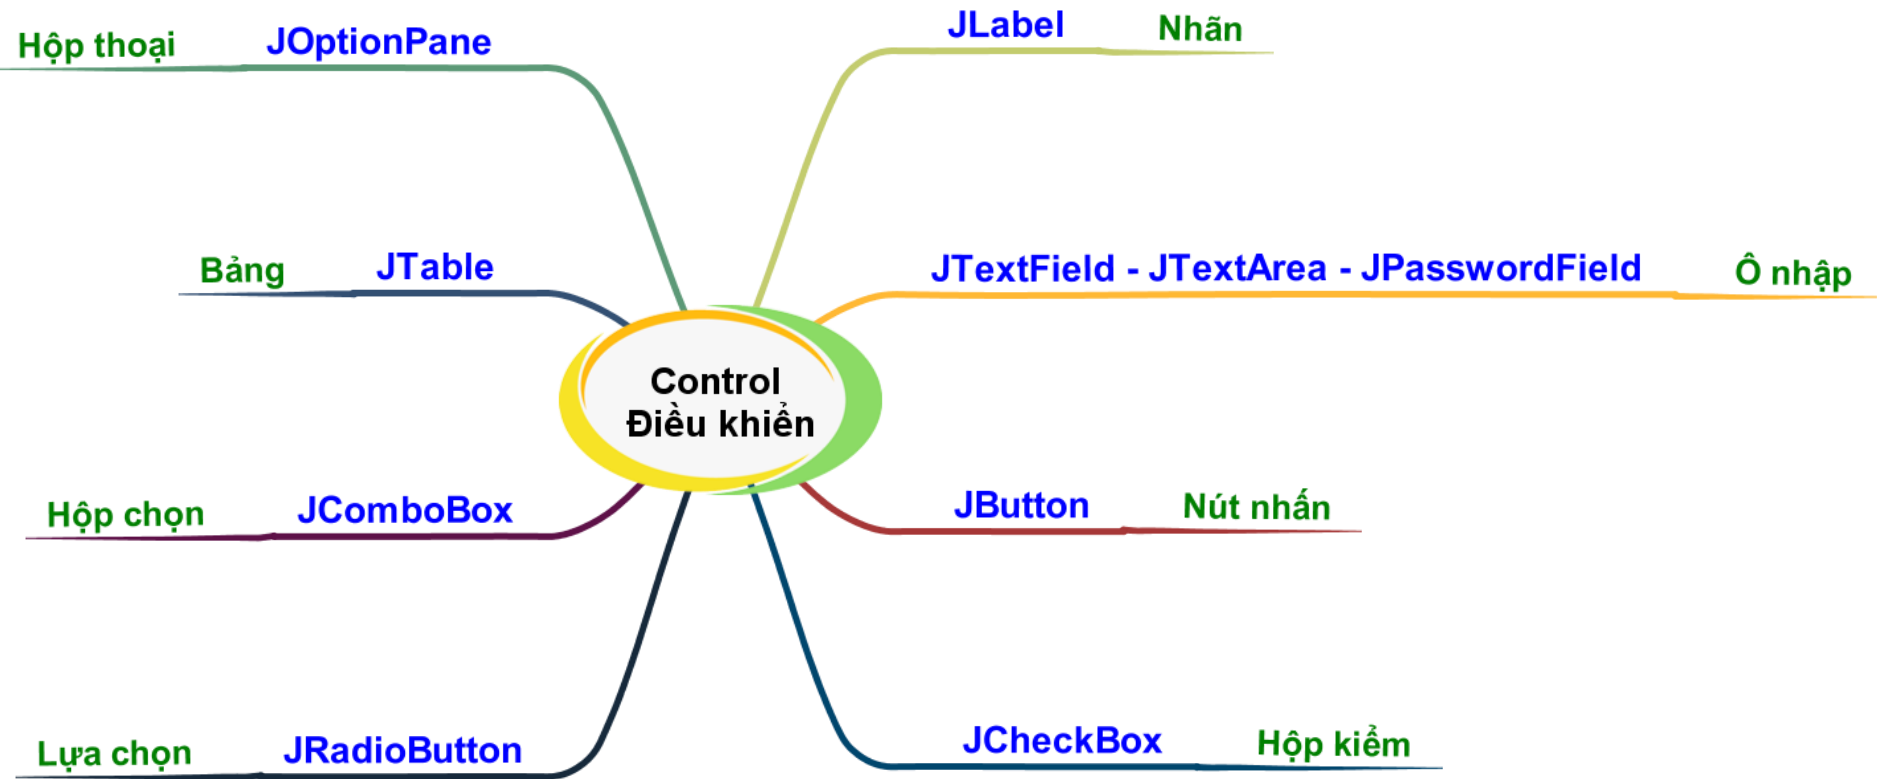 Hộp thoại JOptionPane
JLabel Nhãn
Bảng JTable
JTextField - JTextArea - JPasswordField Ô nhập
Control
Điều khiển
Hộp chọn JComboBox
JButton Nút nhấn
Lựa chọn JRadioButton
JCheckBox Hộp kiểm